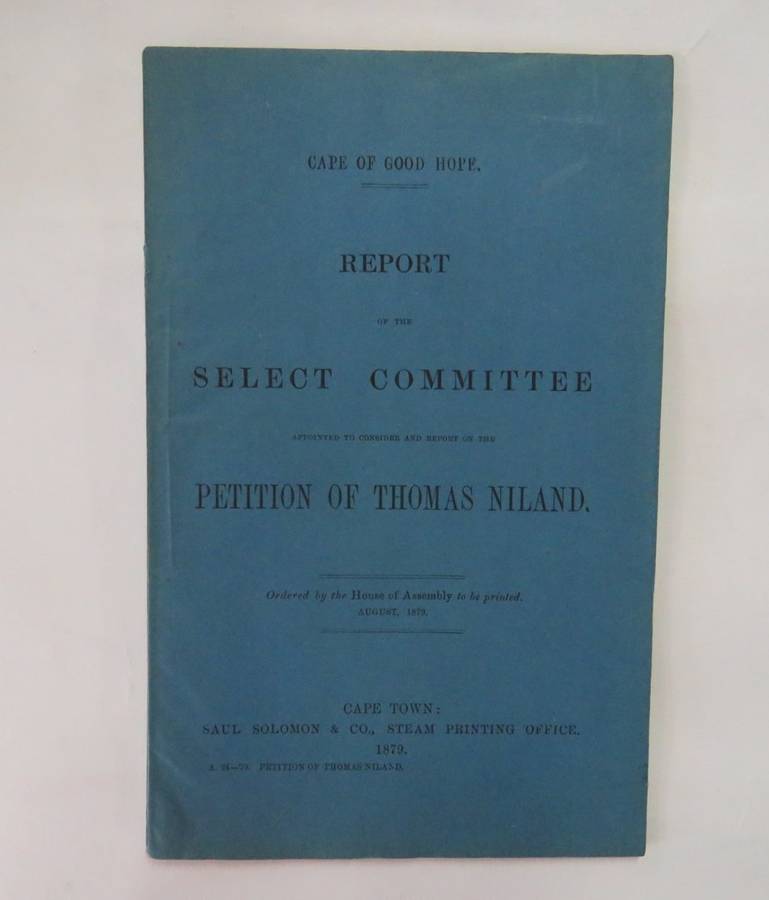 CAPE OF GOOD HOPE.
REPORT
OF THE
SELECT COMMITTEE
APPOINTED TO CONSIDER AND REPORT ON THE
PETITION OF THOMAS NILAND.
Ordered by the House of Assembly to be printed.
AUGUST, 1879.
CAPE TOWN:
SAUL SOLOMON & CO., STEAM PRINTING OFFICE.
1879.
A. —79. PETITION OF THOMAS NILAND.